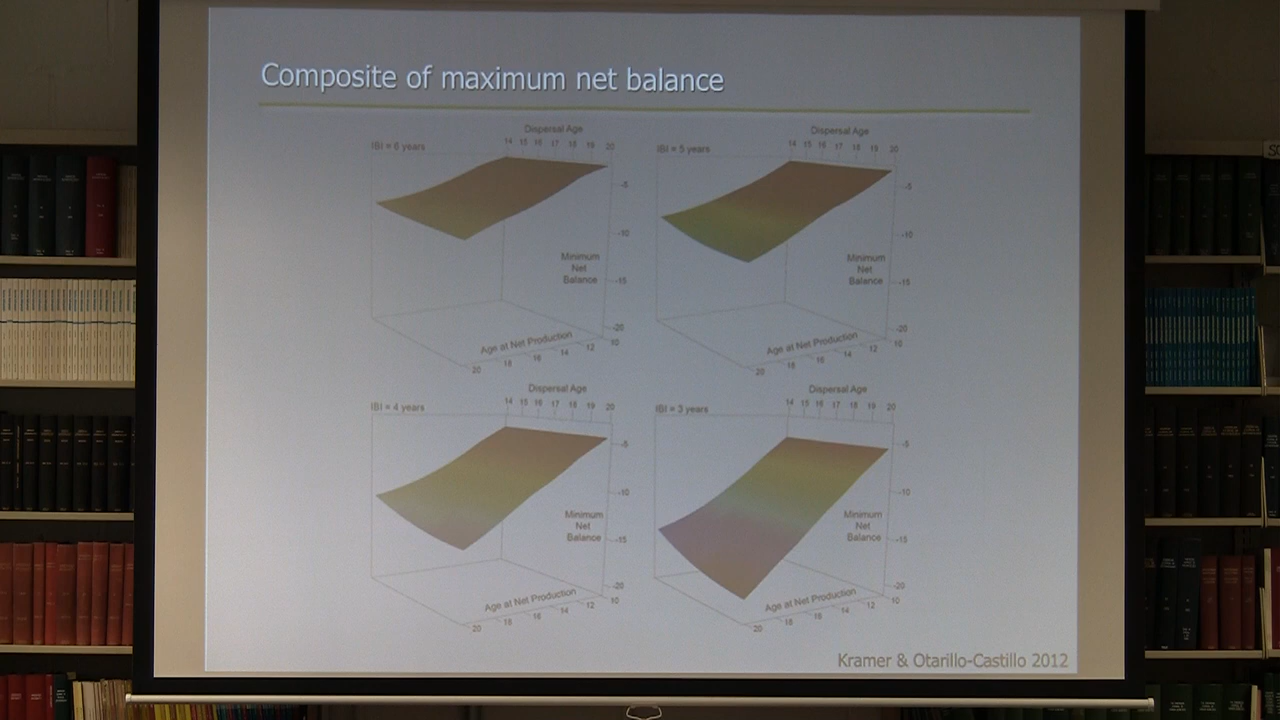 Composite of maximum net balance
Dispersal Age
14 15 16 17 18 19 20
IBI = 6 years
-5
-10
Minimum
Net
Balance
-15
-20
Age at Net Production
20 18 16 14 12 10
Dispersal Age
14 15 16 17 18 19 20
IBI = 5 years
-5
-10
Minimum
Net
Balance
-15
-20
Age at Net Production
20 18 16 14 12 10
Dispersal Age
14 15 16 17 18 19 20
IBI = 4 years
-5
-10
Minimum
Net
Balance
-15
-20
Age at Net Production
20 18 16 14 12 10
Dispersal Age
14 15 16 17 18 19 20
IBI = 3 years
-5
-10
Minimum
Net
Balance
-15
-20
Age at Net Production
20 18 16 14 12 10
Kramer & Otarillo-Castillo 2012